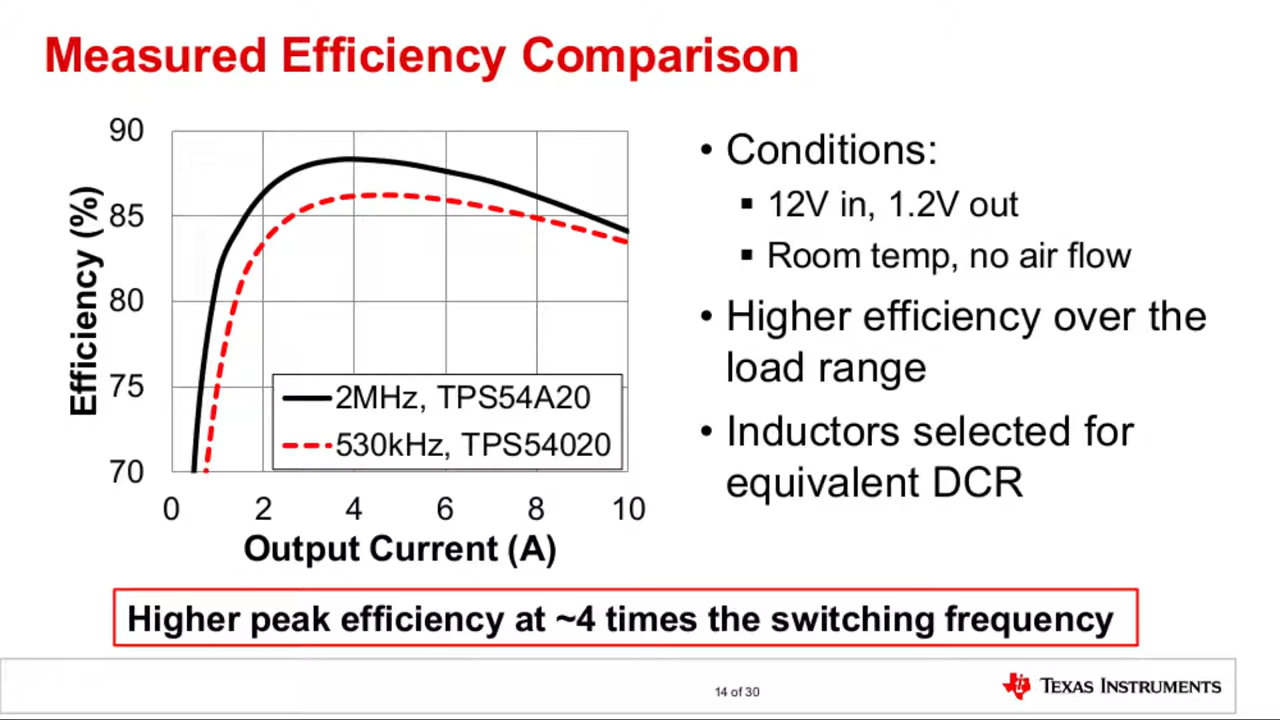 Measured Efficiency Comparison
90
85
80
75
70
Efficiency (%)
0 2 4 6 8 10
Output Current (A)
2MHz, TPS54A20
530kHz, TPS54020
• Conditions:
▪ 12V in, 1.2V out
▪ Room temp, no air flow
• Higher efficiency over the
load range
• Inductors selected for
equivalent DCR
Higher peak efficiency at ~4 times the switching frequency
14 of 30
TEXAS INSTRUMENTS